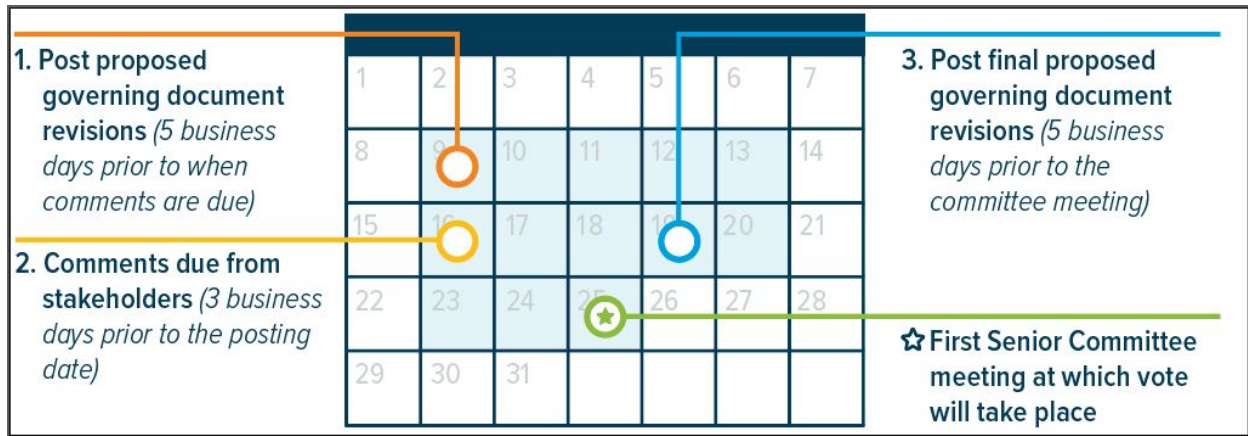 1. Post proposed
governing document
revisions (5 business
days prior to when
comments are due)
2. Comments due from
stakeholders (3 business
days prior to the posting
date)
1 2 3 4 5 6 7
8 9 10 11 12 13 14
15 16 17 18 19 20 21
22 23 24 25 26 27 28
29 30 31
3. Post final proposed
governing document
revisions (5 business
days prior to the
committee meeting)
First Senior Committee
meeting at which vote
will take place